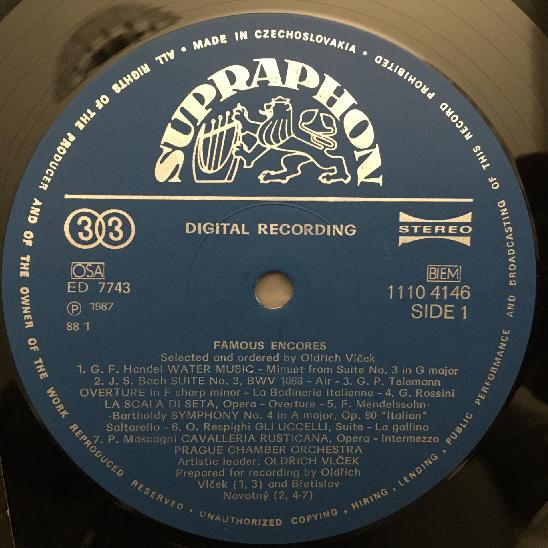 ALL RIGHTS OF THE PRODUCER AND OF THE OWNER OF THE WORK REPRODUCED RESERVED • UNAUTHORIZED COPYING, HIRING, LENDING, PUBLIC PERFORMANCE AND BROADCASTING OF THIS RECORD PROHIBITED • MADE IN CZECHOSLOVAKIA •
SUPRAPHON
33 DIGITAL RECORDING STEREO
OSA BIEM
ED 7743 1110 4146
Ⓟ 1987 SIDE 1
88 1
FAMOUS ENCORES
Selected and ordered by Oldřich Vlček
1. G. F. Handel WATER MUSIC - Minuet from Suite No. 3 in G major
2. J. S. Bach SUITE No. 3, BWV 1068 - Air - 3. G. P. Telemann
OVERTURE in F sharp minor - La Badinerie italienne - 4. G. Rossini
LA SCALA DI SETA, Opera - Overture - 5. F. Mendelssohn-
Bartholdy SYMPHONY No. 4 in A major, Op. 90 "Italian"
Saltarello - 6. O. Respighi GLI UCCELLI, Suite - La gallina
7. P. Mascagni CAVALLERIA RUSTICANA, Opera - Intermezzo
PRAGUE CHAMBER ORCHESTRA
Artistic leader: OLDŘICH VLČEK
Prepared for recording by Oldřich
Vlček (1, 3) and Břetislav
Novotný (2, 4-7)